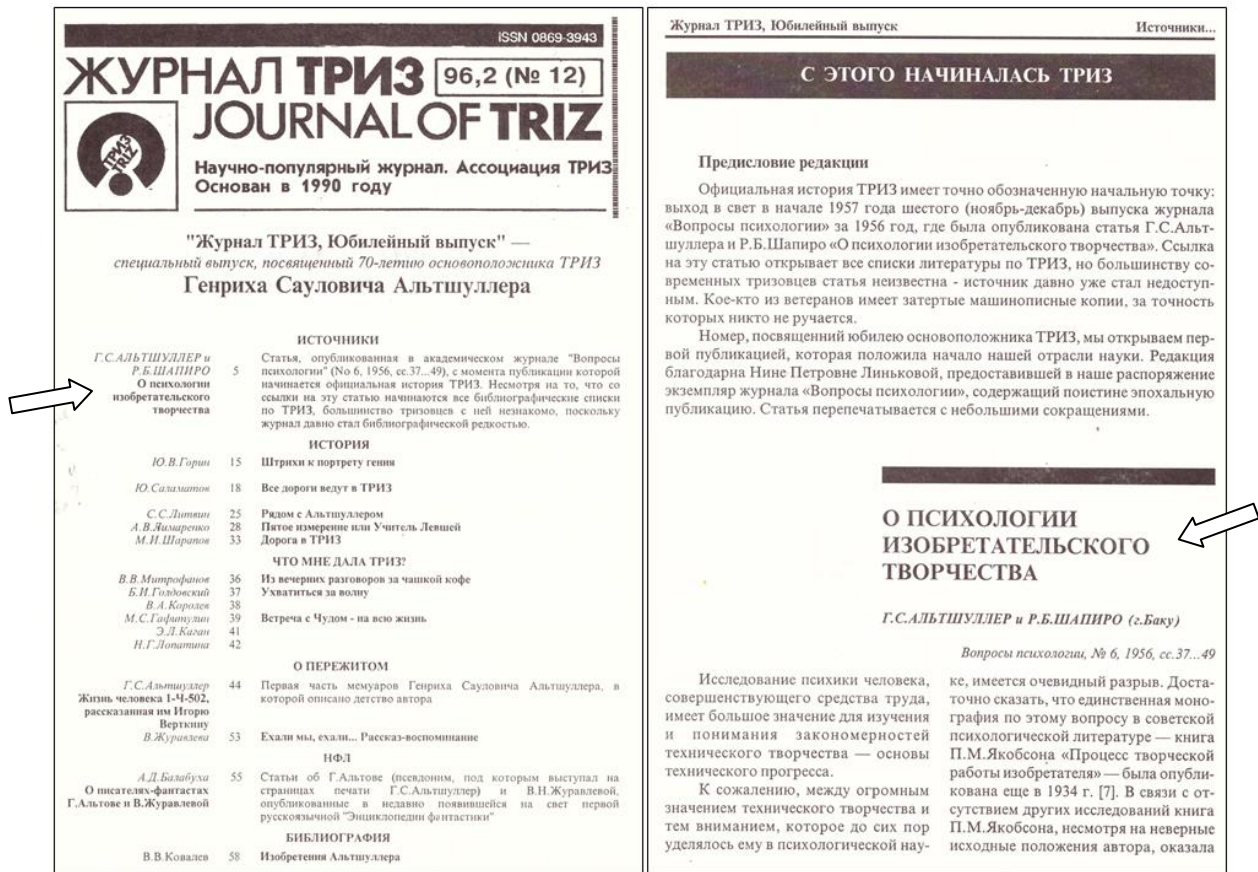 ISSN 0869-3943
ЖУРНАЛ ТРИЗ 96,2 (№ 12)
JOURNAL OF TRIZ
ТРИЗ
TRIZ
Научно-популярный журнал. Ассоциация ТРИЗ
Основан в 1990 году
"Журнал ТРИЗ, Юбилейный выпуск" —
специальный выпуск, посвященный 70-летию основоположника ТРИЗ
Генриха Сауловича Альтшуллера
ИСТОЧНИКИ
Г.С.АЛЬТШУЛЛЕР и
Р.Б.ШАПИРО 5
О психологии
изобретательского
творчества
Статья, опубликованная в академическом журнале "Вопросы
психологии" (No 6, 1956, сс.37...49), с момента публикации которой
начинается официальная история ТРИЗ. Несмотря на то, что со
ссылки на эту статью начинаются все библиографические списки
по ТРИЗ, большинство тризовцев с ней незнакомо, поскольку
журнал давно стал библиографической редкостью.
ИСТОРИЯ
Ю.В.Горин 15 Штрихи к портрету гения
Ю.Саламатов 18 Все дороги ведут в ТРИЗ
С.С.Литвин 25 Рядом с Альтшуллером
А.В.Лимаренко 28 Пятое измерение или Учитель Левшей
М.И.Шарапов 33 Дорога в ТРИЗ
ЧТО МНЕ ДАЛА ТРИЗ?
В.В.Митрофанов 36 Из вечерних разговоров за чашкой кофе
Б.И.Голдовский 37 Ухватиться за волну
В.А.Королев 38
М.С.Гафитулин 39 Встреча с Чудом - на всю жизнь
Э.Л.Каган 41
Н.Г.Лопатина 42
О ПЕРЕЖИТОМ
Г.С.Альтшуллер 44 Первая часть мемуаров Генриха Сауловича Альтшуллера, в
Жизнь человека 1-Ч-502, которой описано детство автора
рассказанная им Игорю
Верткину
В.Журавлева 53 Ехали мы, ехали... Рассказ-воспоминание
НФЛ
А.Д.Балабуха 55 Статьи об Г.Альтове (псевдоним, под которым выступал на
О писателях-фантастах страницах печати Г.С.Альтшуллер) и В.Н.Журавлевой,
Г.Альтове и В.Журавлевой опубликованные в недавно появившейся на свет первой
русскоязычной "Энциклопедии фантастики"
БИБЛИОГРАФИЯ
В.В.Ковалев 58 Изобретения Альтшуллера
Журнал ТРИЗ, Юбилейный выпуск Источники...
С ЭТОГО НАЧИНАЛАСЬ ТРИЗ
Предисловие редакции
Официальная история ТРИЗ имеет точно обозначенную начальную точку:
выход в свет в начале 1957 года шестого (ноябрь-декабрь) выпуска журнала
«Вопросы психологии» за 1956 год, где была опубликована статья Г.С.Альт-
шуллера и Р.Б.Шапиро «О психологии изобретательского творчества». Ссылка
на эту статью открывает все списки литературы по ТРИЗ, но большинству со-
временных тризовцев статья неизвестна - источник давно уже стал недоступ-
ным. Кое-кто из ветеранов имеет затертые машинописные копии, за точность
которых никто не ручается.
Номер, посвященный юбилею основоположника ТРИЗ, мы открываем пер-
вой публикацией, которая положила начало нашей отрасли науки. Редакция
благодарна Нине Петровне Линьковой, предоставившей в наше распоряжение
экземпляр журнала «Вопросы психологии», содержащий поистине эпохальную
публикацию. Статья перепечатывается с небольшими сокращениями.
О ПСИХОЛОГИИ
ИЗОБРЕТАТЕЛЬСКОГО
ТВОРЧЕСТВА
Г.С.АЛЬТШУЛЛЕР и Р.Б.ШАПИРО (г.Баку)
Вопросы психологии, № 6, 1956, сс.37...49
Исследование психики человека,
совершенствующего средства труда,
имеет большое значение для изучения
и понимания закономерностей
технического творчества — основы
технического прогресса.
К сожалению, между огромным
значением технического творчества и
тем вниманием, которое до сих пор
уделялось ему в психологической нау-
ке, имеется очевидный разрыв. Доста-
точно сказать, что единственная моно-
графия по этому вопросу в советской
психологической литературе — книга
П.М.Якобсона «Процесс творческой
работы изобретателя» — была опубли-
кована еще в 1934 г. [7]. В связи с от-
сутствием других исследований книга
П.М.Якобсона, несмотря на неверные
исходные положения автора, оказала